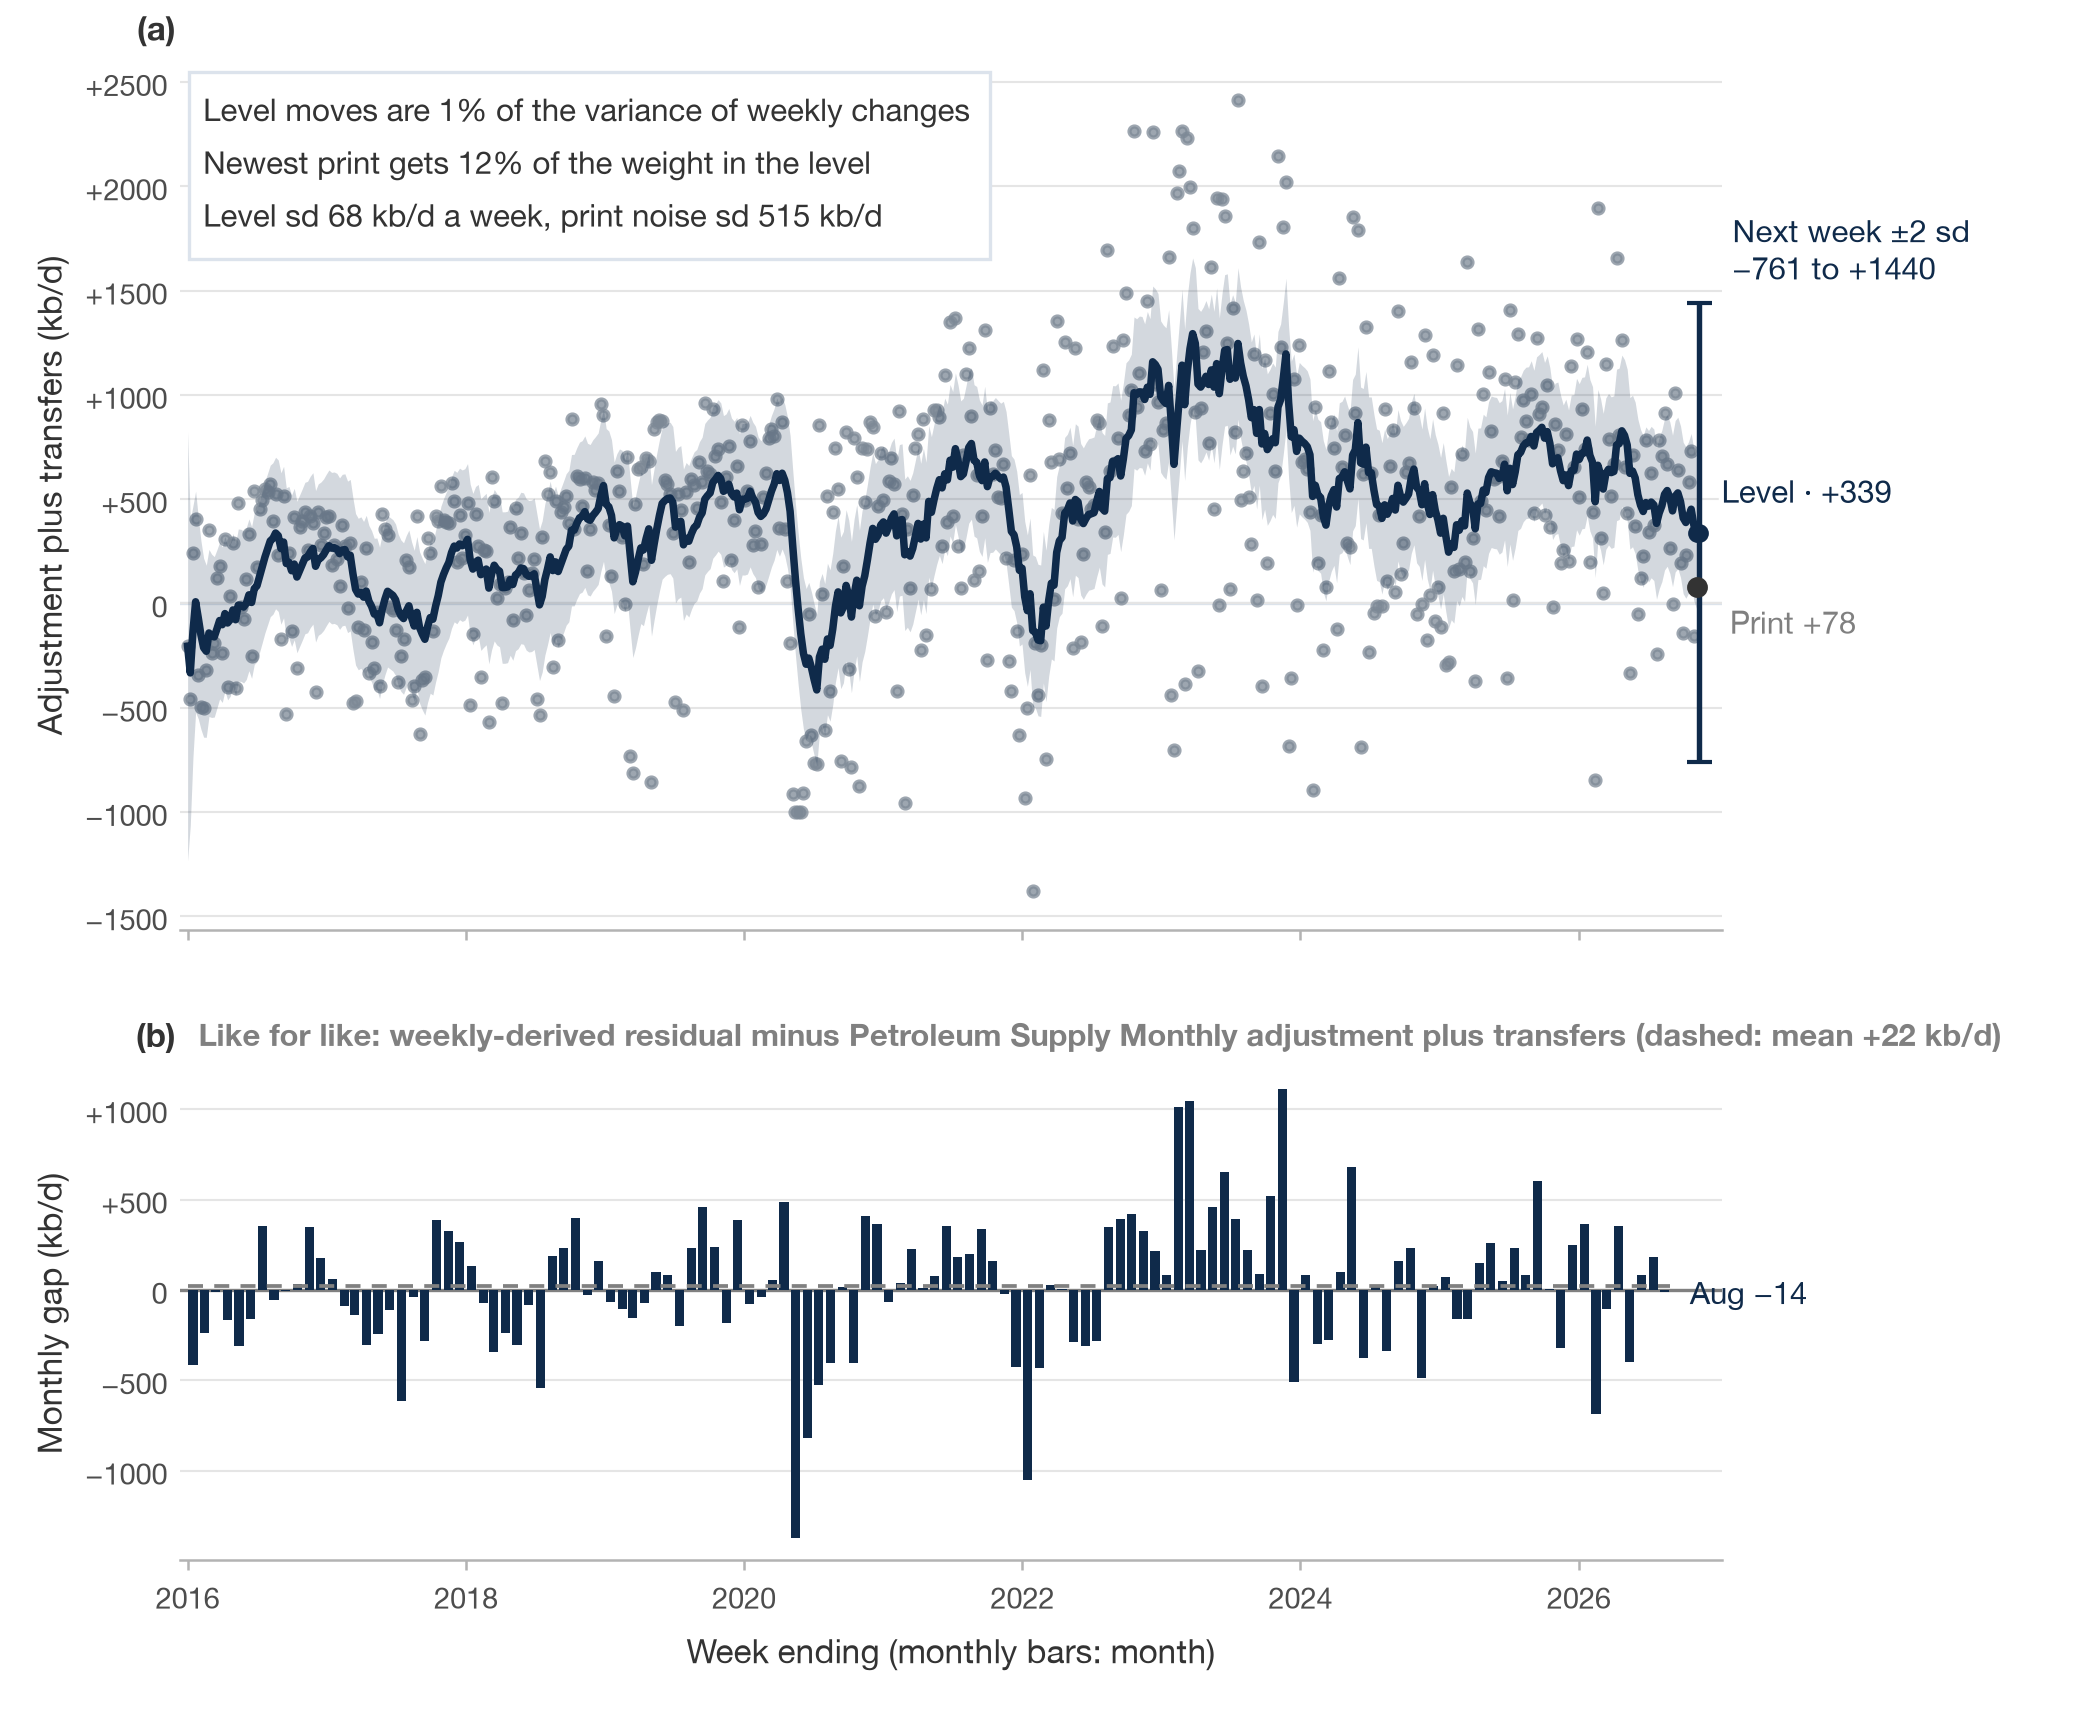 (a)
+2500
+2000
+1500
+1000
+500
0
−500
−1000
−1500
Adjustment plus transfers (kb/d)
Level moves are 1% of the variance of weekly changes
Newest print gets 12% of the weight in the level
Level sd 68 kb/d a week, print noise sd 515 kb/d
Next week ±2 sd
−761 to +1440
Level · +339
Print +78
(b) Like for like: weekly-derived residual minus Petroleum Supply Monthly adjustment plus transfers (dashed: mean +22 kb/d)
+1000
+500
0
−500
−1000
Monthly gap (kb/d)
Aug −14
2016 2018 2020 2022 2024 2026
Week ending (monthly bars: month)